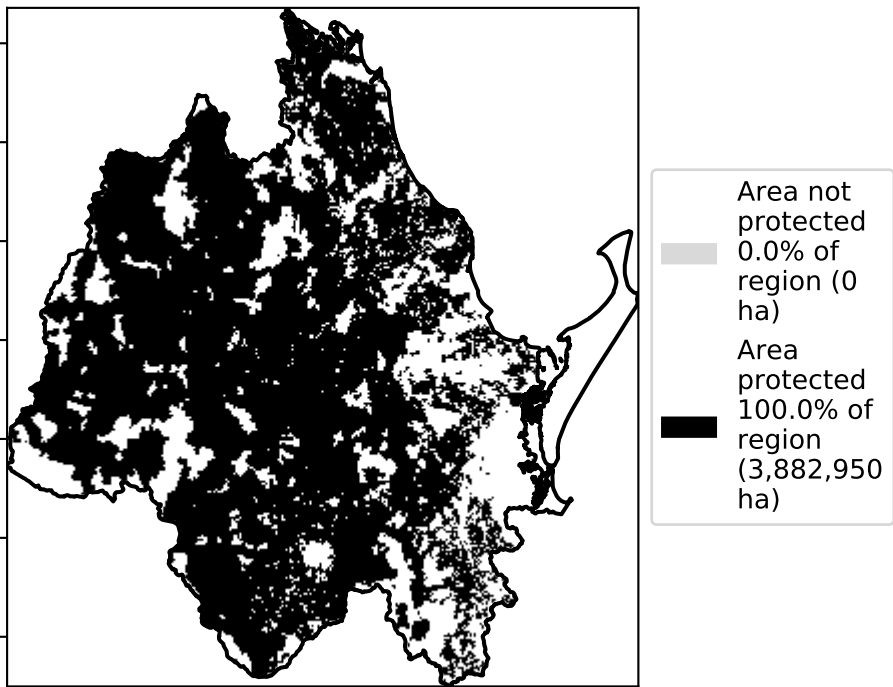 Area not
protected
0.0% of
region (0
ha)
Area
protected
100.0% of
region
(3,882,950
ha)